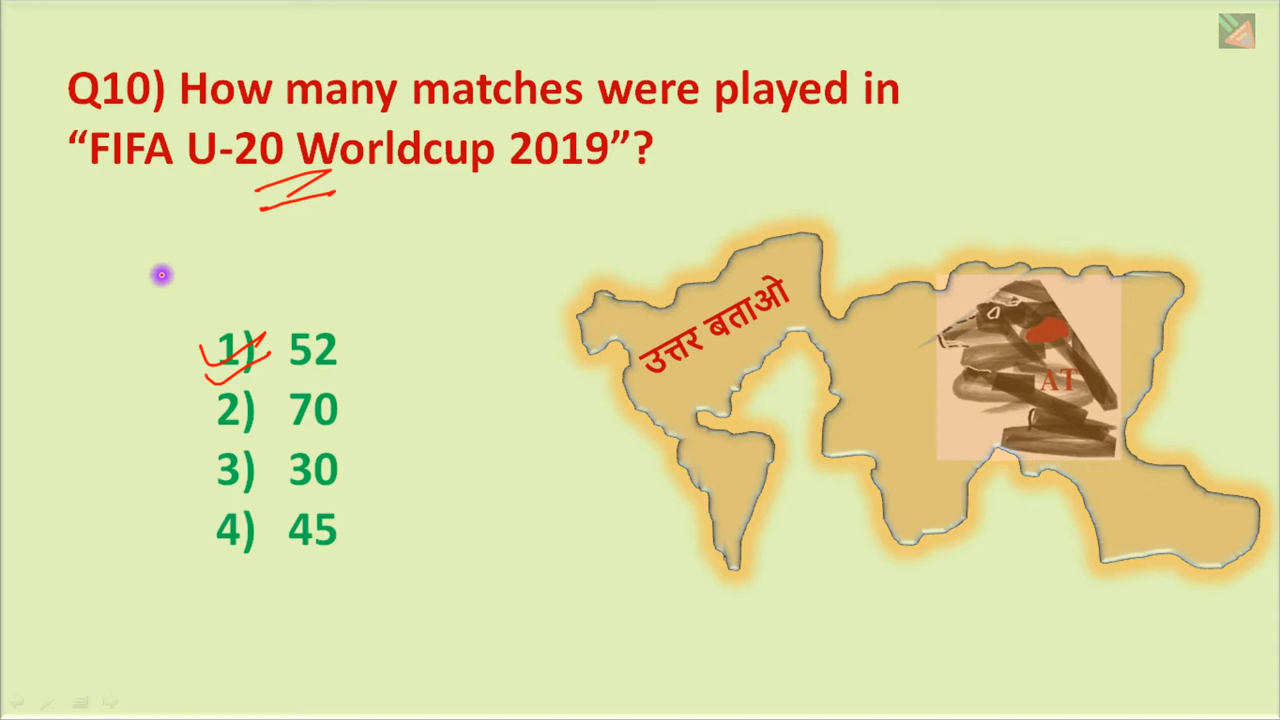 Q10) How many matches were played in
“FIFA U-20 Worldcup 2019”?
1) 52
2) 70
3) 30
4) 45
उत्तर बताओ
AT